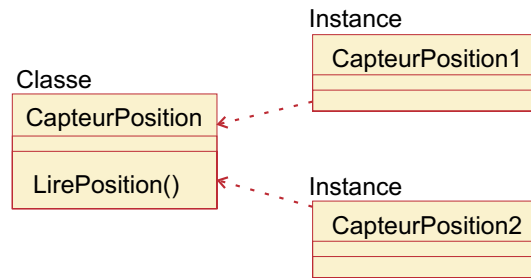 Classe
CapteurPosition
LirePosition()
Instance
CapteurPosition1
Instance
CapteurPosition2